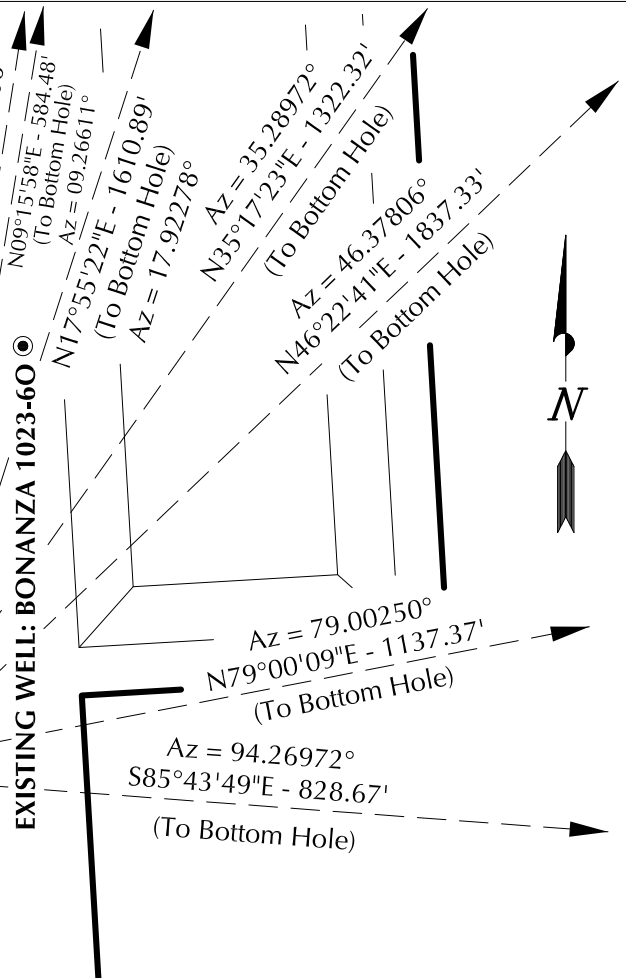 N09°15'58"E - 584.48'
(To Bottom Hole)
Az = 09.26611°
N17°55'22"E - 1610.89'
(To Bottom Hole)
Az = 17.92278°
Az = 35.28972°
N35°17'23"E - 1322.32'
(To Bottom Hole)
Az = 46.37806°
N46°22'41"E - 1837.33'
(To Bottom Hole)
N
EXISTING WELL: BONANZA 1023-6O
Az = 79.00250°
N79°00'09"E - 1137.37'
(To Bottom Hole)
Az = 94.26972°
S85°43'49"E - 828.67'
(To Bottom Hole)